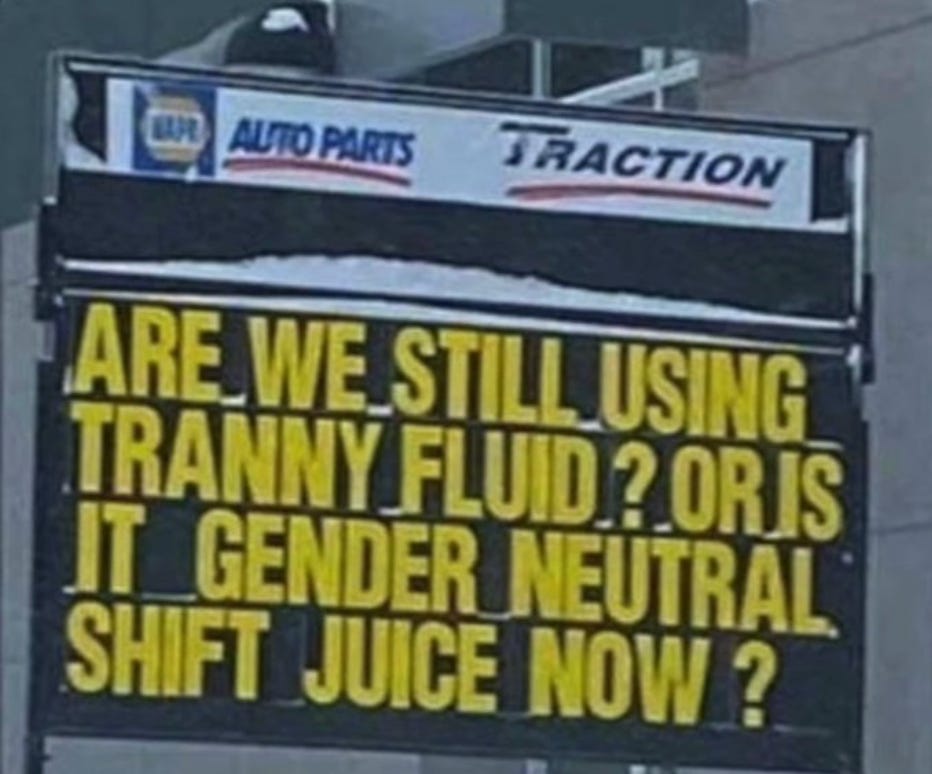 NAPA AUTO PARTS TRACTION
ARE WE STILL USING
TRANNY FLUID ? OR IS
IT GENDER NEUTRAL
SHIFT JUICE NOW ?